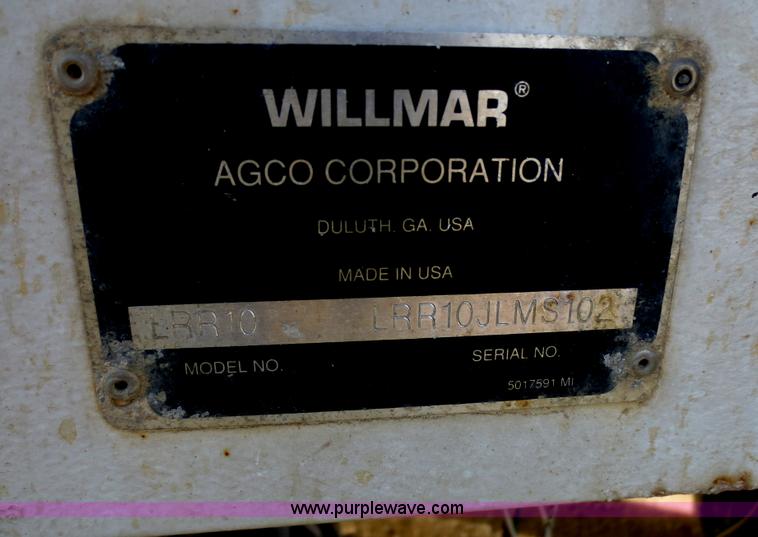 WILLMAR®
AGCO CORPORATION
DULUTH. GA. USA
MADE IN USA
LRR10 LRR10JLMS102
MODEL NO. SERIAL NO.
5017591 MI
www.purplewave.com